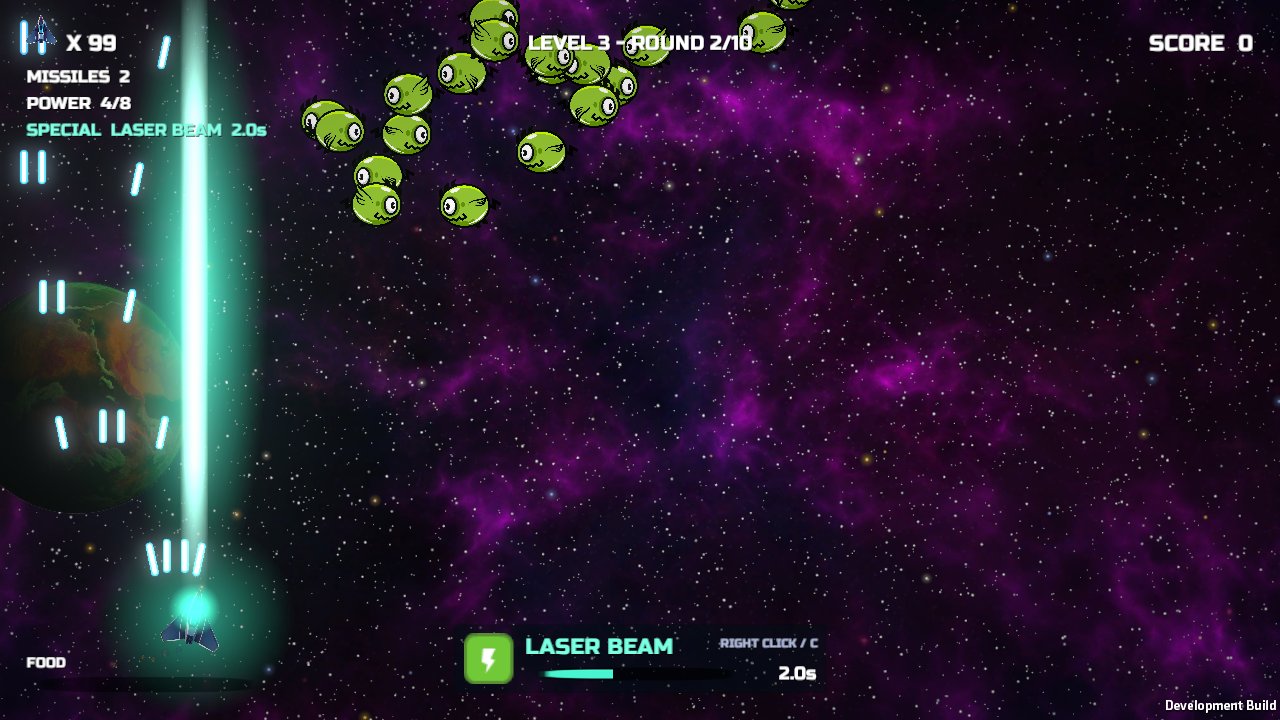 X 99
LEVEL 3 - ROUND 2/10
SCORE 0
MISSILES 2
POWER 4/8
SPECIAL LASER BEAM 2.0s
LASER BEAM
RIGHT CLICK / C
2.0s
FOOD
Development Build